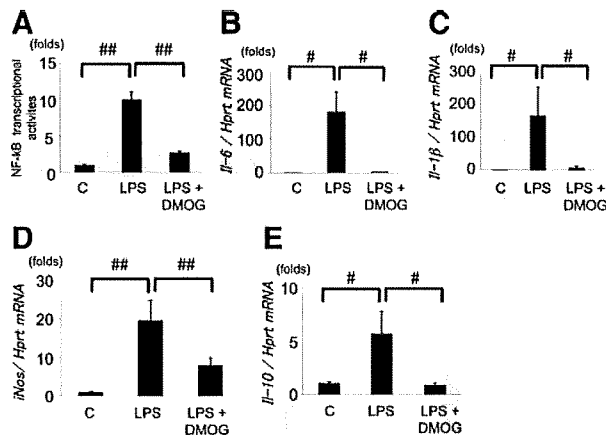 A
(folds)
##
##
NF-kB transcriptional
activites
15
10
5
0
C
LPS
LPS +
DMOG
B
(folds)
#
#
Il-6 / Hprt mRNA
300
200
100
0
C
LPS
LPS +
DMOG
C
(folds)
#
#
Il-1β / Hprt mRNA
300
200
100
0
C
LPS
LPS +
DMOG
D
(folds)
##
##
iNos/ Hprt mRNA
30
20
10
0
C
LPS
LPS +
DMOG
E
(folds)
#
#
Il-10 / Hprt mRNA
10
5
0
C
LPS
LPS +
DMOG